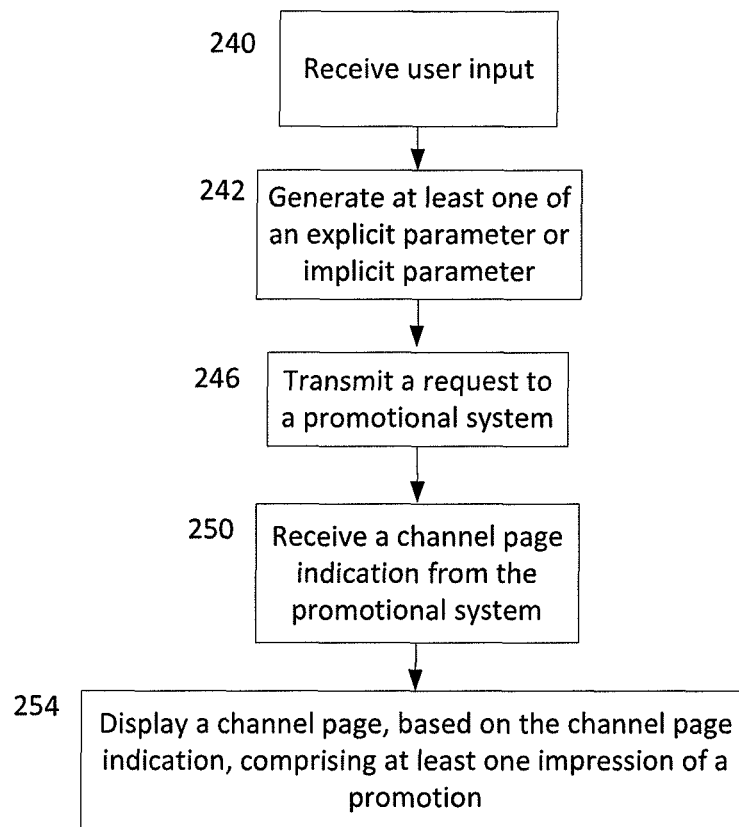 240
Receive user input
242
Generate at least one of
an explicit parameter or
implicit parameter
246
Transmit a request to
a promotional system
250
Receive a channel page
indication from the
promotional system
254
Display a channel page, based on the channel page
indication, comprising at least one impression of a
promotion